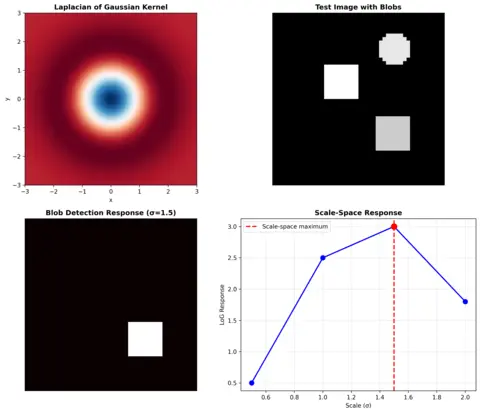 Laplacian of Gaussian Kernel
3
2
1
0
−1
−2
−3
y
−3 −2 −1 0 1 2 3
x
Test Image with Blobs
Blob Detection Response (σ=1.5)
Scale-Space Response
Scale-space maximum
3.0
2.5
2.0
1.5
1.0
0.5
LoG Response
0.6 0.8 1.0 1.2 1.4 1.6 1.8 2.0
Scale (σ)